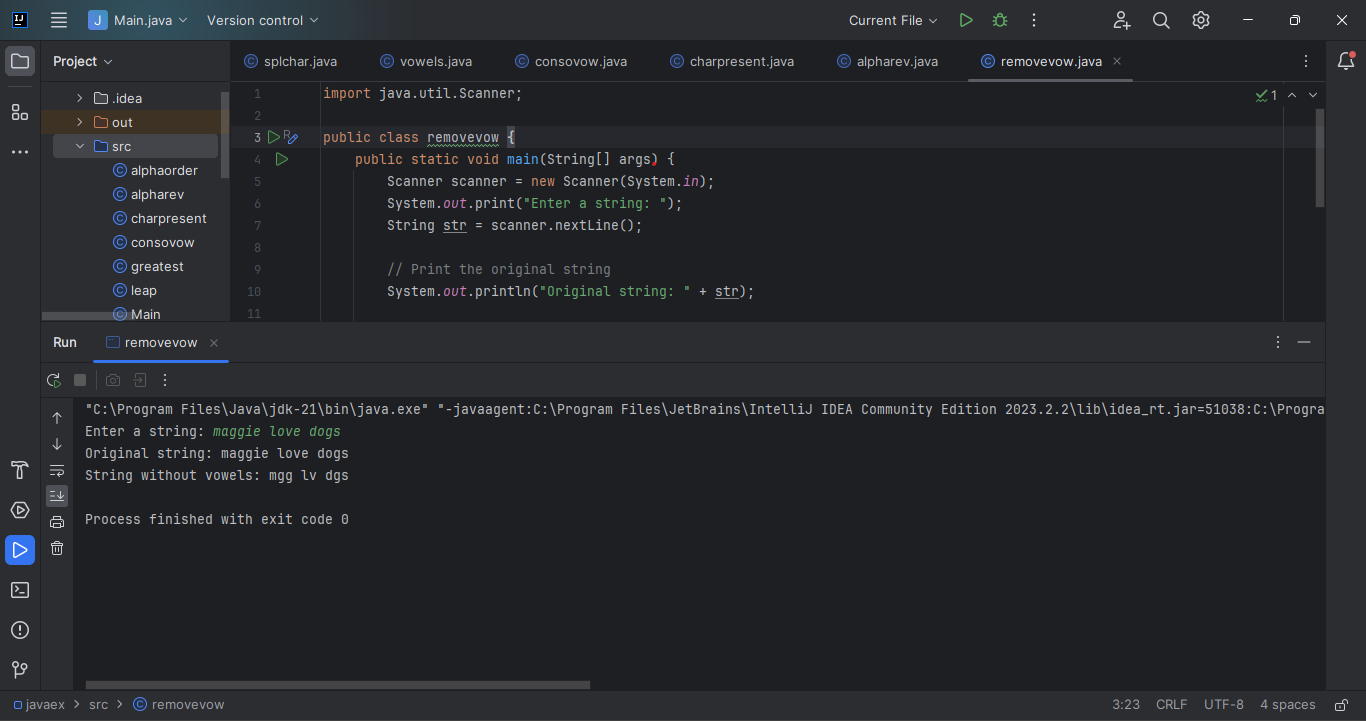 IJ
J Main.java Version control Current File
Project
splchar.java vowels.java consovow.java charpresent.java alpharev.java removevow.java
.idea
out
src
alphaorder
alpharev
charpresent
consovow
greatest
leap
Main
1 import java.util.Scanner;
2
3 public class removevow {
4 public static void main(String[] args) {
5 Scanner scanner = new Scanner(System.in);
6 System.out.print("Enter a string: ");
7 String str = scanner.nextLine();
8
9 // Print the original string
10 System.out.println("Original string: " + str);
11
1
Run removevow
"C:\Program Files\Java\jdk-21\bin\java.exe" "-javaagent:C:\Program Files\JetBrains\IntelliJ IDEA Community Edition 2023.2.2\lib\idea_rt.jar=51038:C:\Progra
Enter a string: maggie love dogs
Original string: maggie love dogs
String without vowels: mgg lv dgs
Process finished with exit code 0
javaex > src > removevow 3:23 CRLF UTF-8 4 spaces